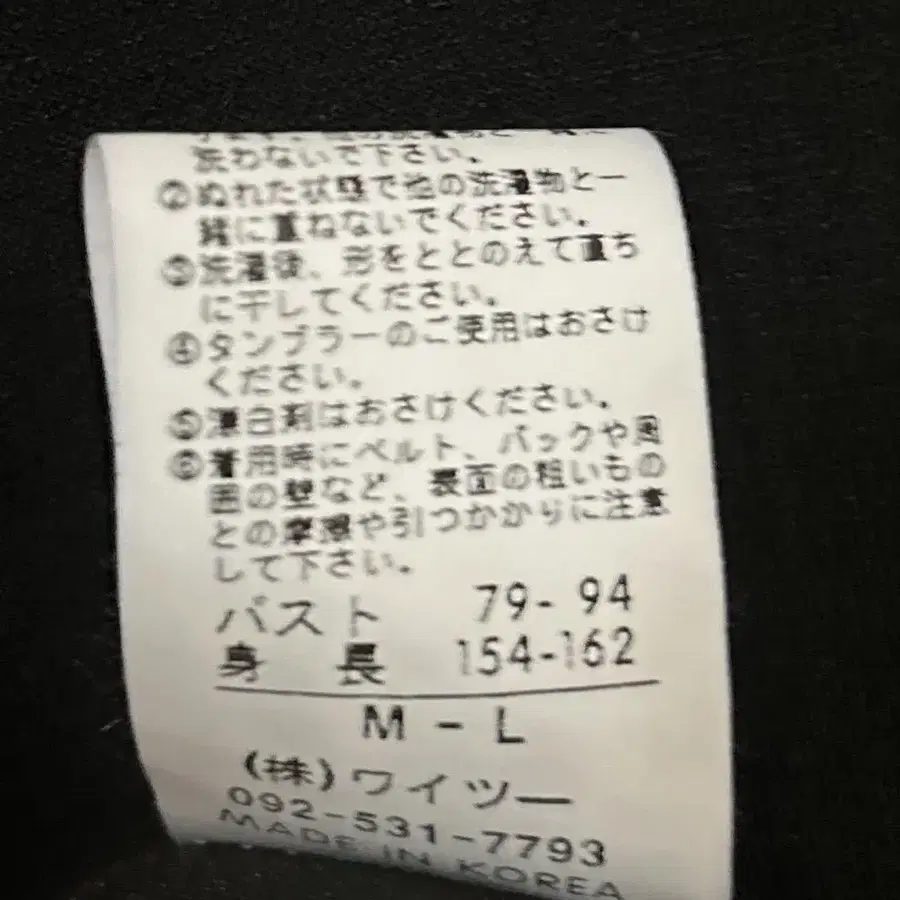 洗わないで下さい。
②ぬれた状態で他の洗濯物と一
緒に重ねないでください。
③洗濯後、形をととのえて直ち
に干してください。
④タンブラーのご使用はおさけ
ください。
⑤漂白剤はおさけください。
⑥着用時にベルト、バックや周
囲の壁など、表面の粗いもの
との摩擦や引っかかりに注意
して下さい。
バスト 79-94
身 長 154-162
M - L
(株)ワイツー
092-531-7793
MADE IN KOREA